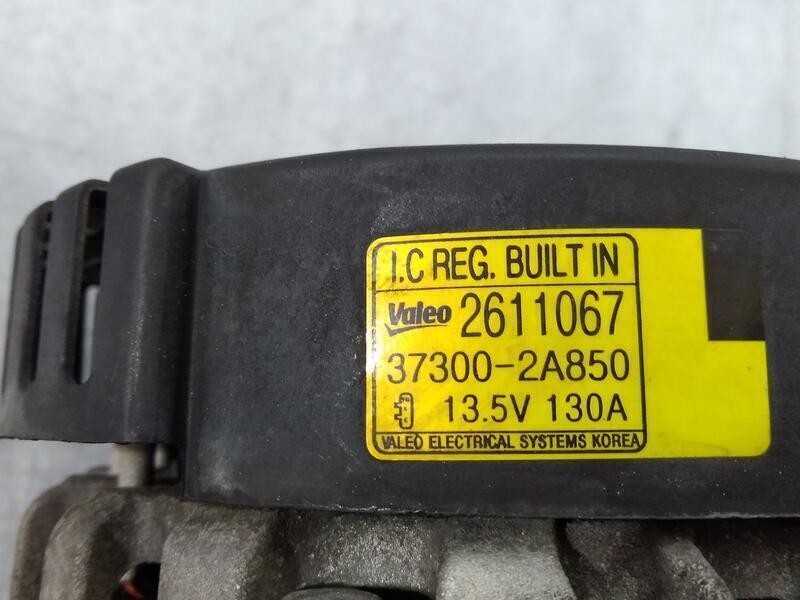 I.C REG. BUILT IN
Valeo 2611067
37300-2A850
13.5V 130A
VALEO ELECTRICAL SYSTEMS KOREA